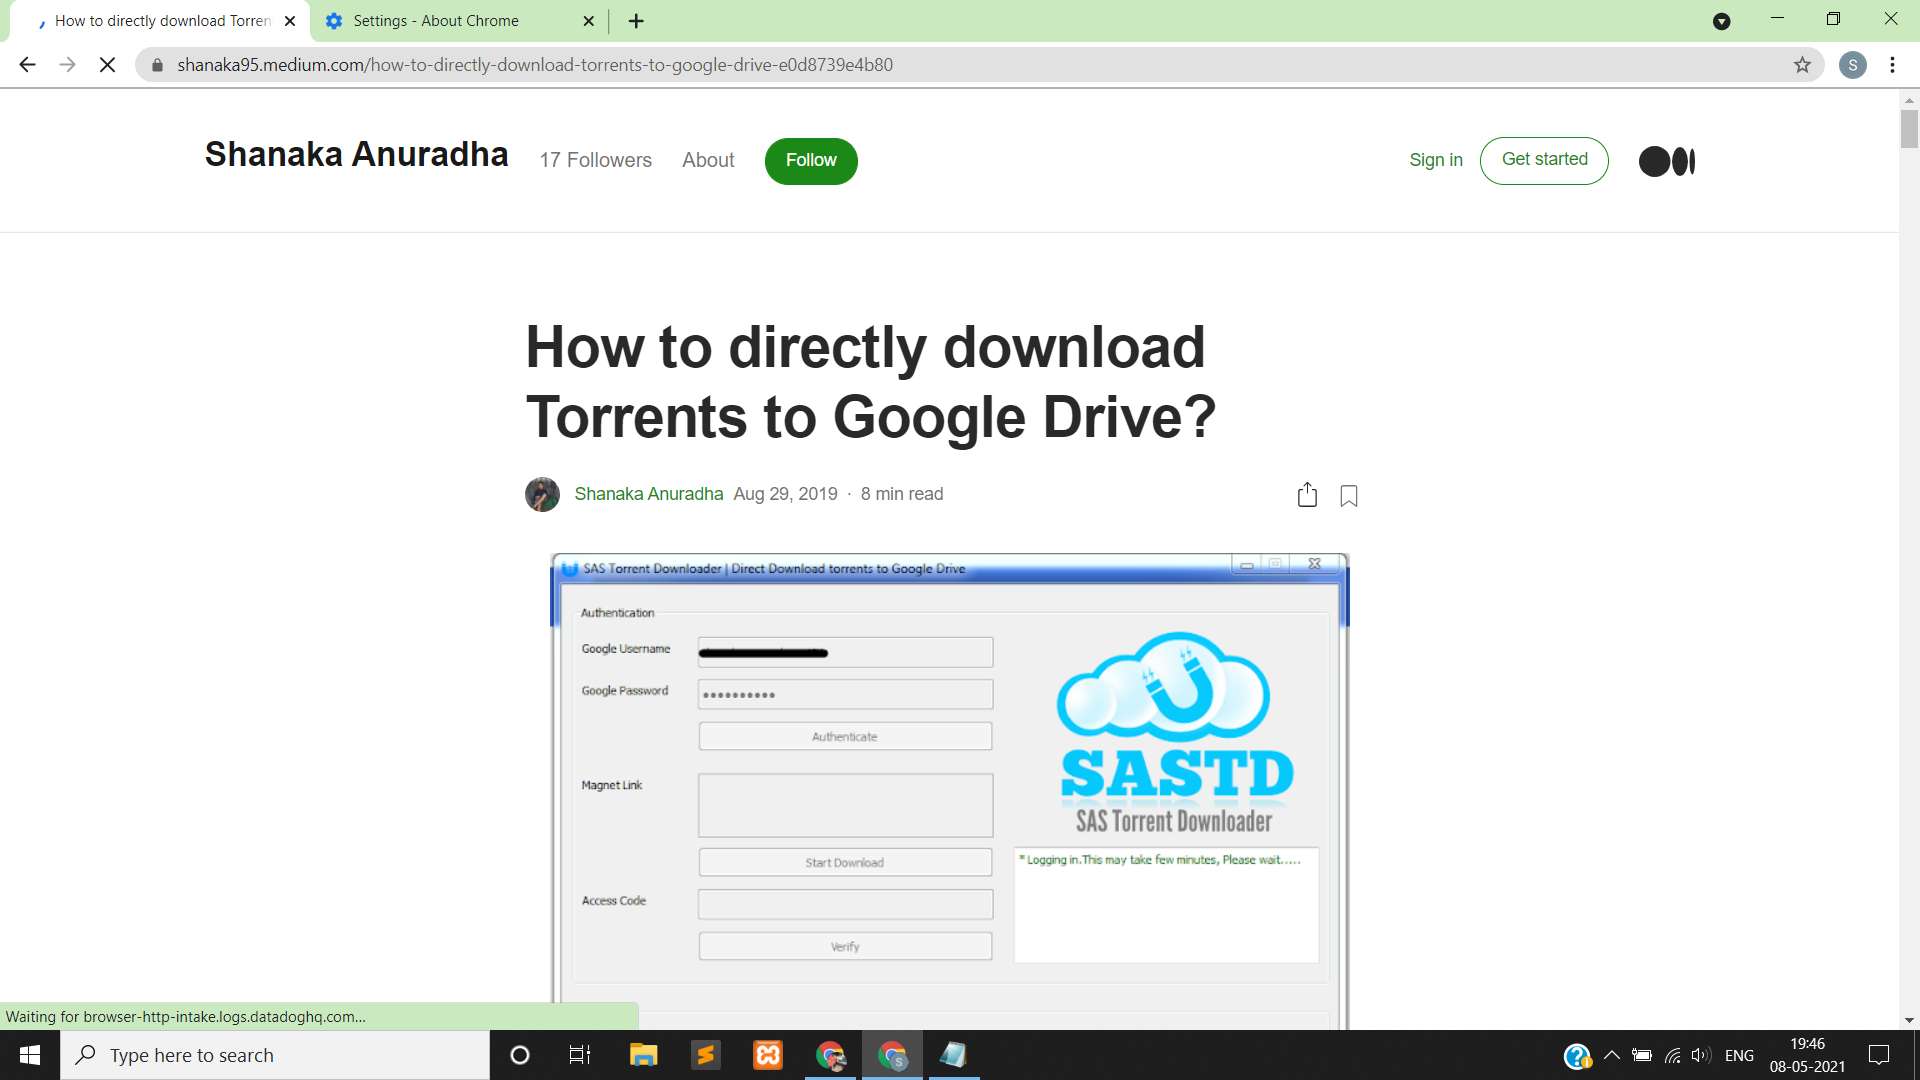 How to directly download Torren
Settings - About Chrome
shanaka95.medium.com/how-to-directly-download-torrents-to-google-drive-e0d8739e4b80
S
Shanaka Anuradha
17 Followers
About
Follow
Sign in
Get started
How to directly download
Torrents to Google Drive?
Shanaka Anuradha Aug 29, 2019 · 8 min read
SAS Torrent Downloader | Direct Download torrents to Google Drive
Authentication
Google Username
Google Password
Authenticate
Magnet Link
SASTD
SAS Torrent Downloader
Start Download
* Logging in.This may take few minutes, Please wait.....
Access Code
Verify
Waiting for browser-http-intake.logs.datadoghq.com...
Type here to search
ENG
19:46
08-05-2021